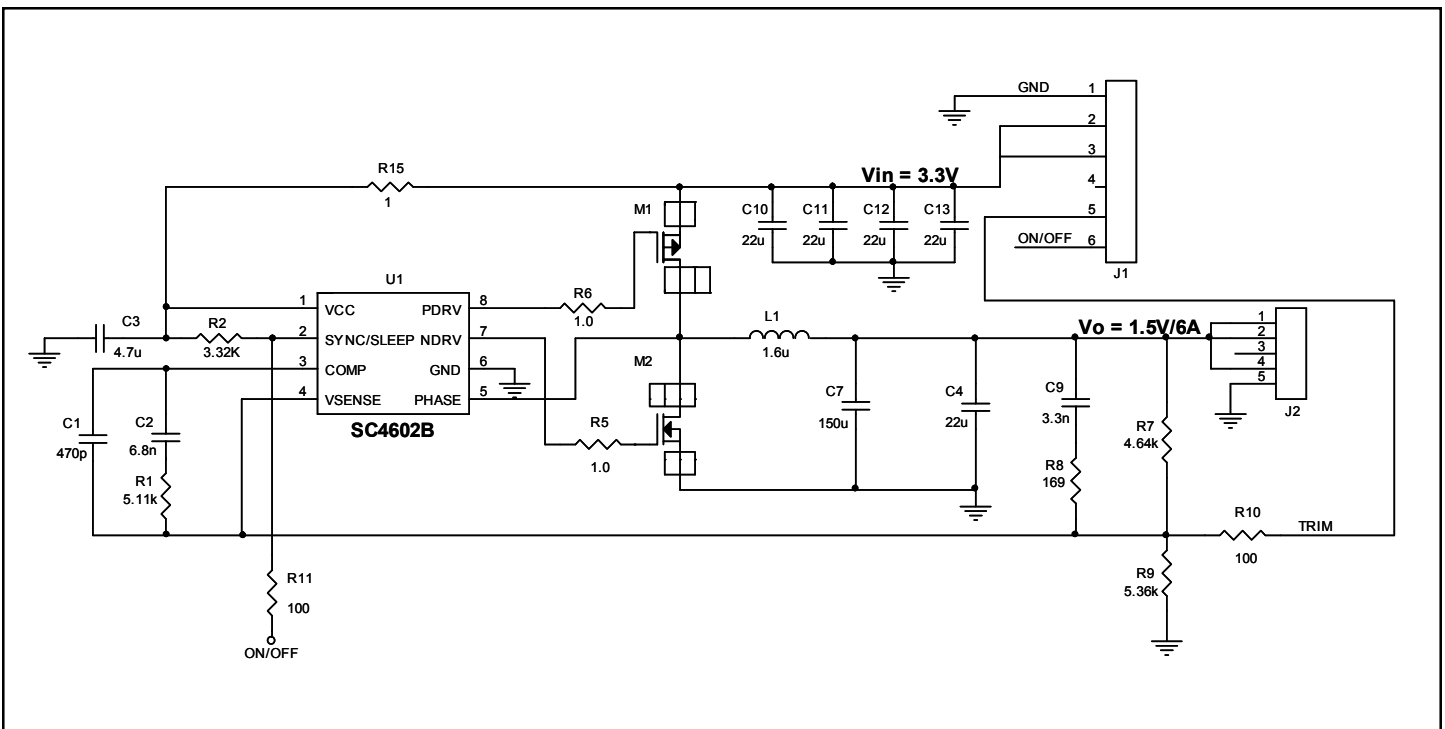 GND
1
2
3
4
5
ON/OFF
6
J1
R15
1
Vin = 3.3V
M1
C10
22u
C11
22u
C12
22u
C13
22u
U1
1
VCC
PDRV
8
2
SYNC/SLEEP
NDRV
7
3
COMP
GND
6
4
VSENSE
PHASE
5
SC4602B
R6
1.0
C3
4.7u
R2
3.32K
L1
1.6u
Vo = 1.5V/6A
1
2
3
4
5
J2
M2
R5
1.0
C1
470p
C2
6.8n
R1
5.11k
C7
150u
C4
22u
C9
3.3n
R8
169
R7
4.64k
R10
100
TRIM
R9
5.36k
R11
100
ON/OFF